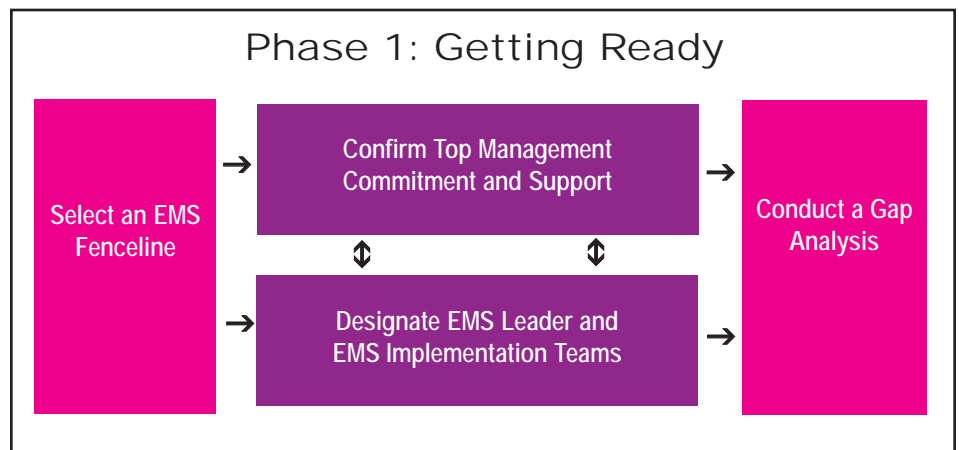 Phase 1: Getting Ready
Select an EMS
Fenceline
Confirm Top Management
Commitment and Support
Designate EMS Leader and
EMS Implementation Teams
Conduct a Gap
Analysis